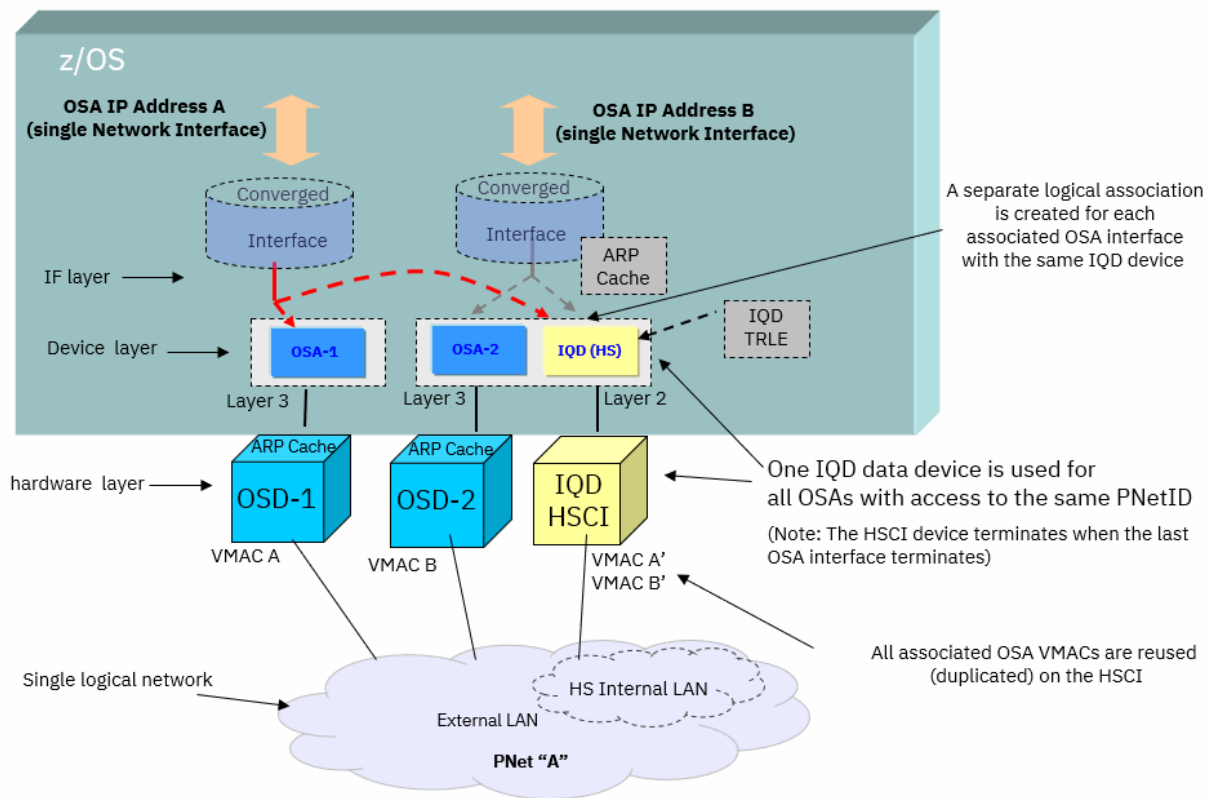 z/OS
OSA IP Address A
(single Network Interface)
OSA IP Address B
(single Network Interface)
Converged
Interface
Converged
Interface
ARP
Cache
A separate logical association
is created for each
associated OSA interface
with the same IQD device
IF layer
IQD
TRLE
Device layer
OSA-1
OSA-2
IQD (HS)
Layer 3
Layer 3
Layer 2
ARP Cache
ARP Cache
hardware layer
OSD-1
OSD-2
IQD
HSCI
One IQD data device is used for
all OSAs with access to the same PNetID
(Note: The HSCI device terminates when the last
OSA interface terminates)
VMAC A
VMAC B
VMAC A’
VMAC B’
All associated OSA VMACs are reused
(duplicated) on the HSCI
Single logical network
HS Internal LAN
External LAN
PNet “A”